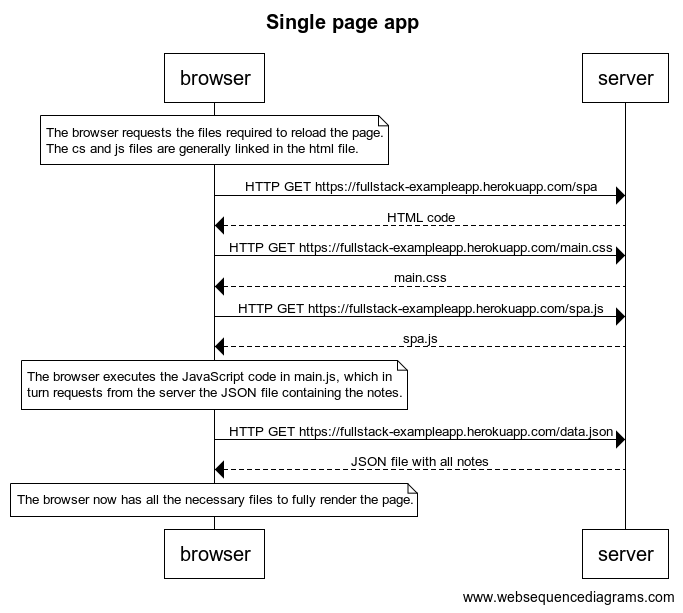 Single page app
browser
server
The browser requests the files required to reload the page.
The cs and js files are generally linked in the html file.
HTTP GET https://fullstack-exampleapp.herokuapp.com/spa
HTML code
HTTP GET https://fullstack-exampleapp.herokuapp.com/main.css
main.css
HTTP GET https://fullstack-exampleapp.herokuapp.com/spa.js
spa.js
The browser executes the JavaScript code in main.js, which in
turn requests from the server the JSON file containing the notes.
HTTP GET https://fullstack-exampleapp.herokuapp.com/data.json
JSON file with all notes
The browser now has all the necessary files to fully render the page.
browser
server
www.websequencediagrams.com